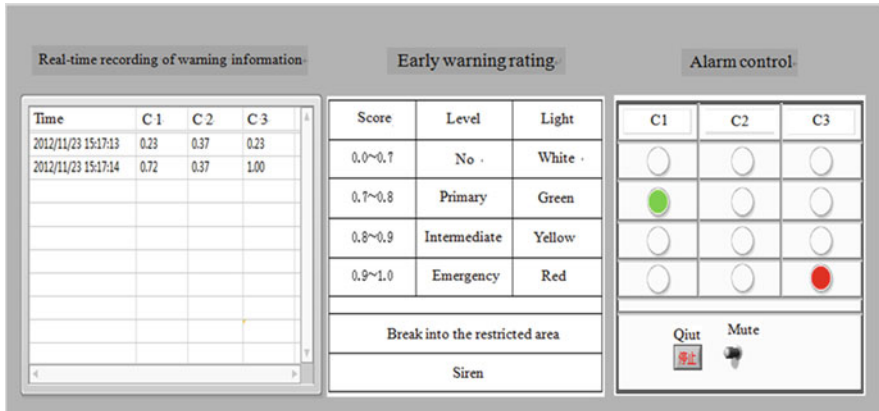 Real-time recording of warning information
Early warning rating
Alarm control
Time C1 C2 C3
2012/11/23 15:17:13 0.23 0.37 0.23
2012/11/23 15:17:14 0.72 0.37 1.00
Score Level Light
0.0~0.7 No White
0.7~0.8 Primary Green
0.8~0.9 Intermediate Yellow
0.9~1.0 Emergency Red
Break into the restricted area
Siren
C1 C2 C3
Qiut Mute
停止